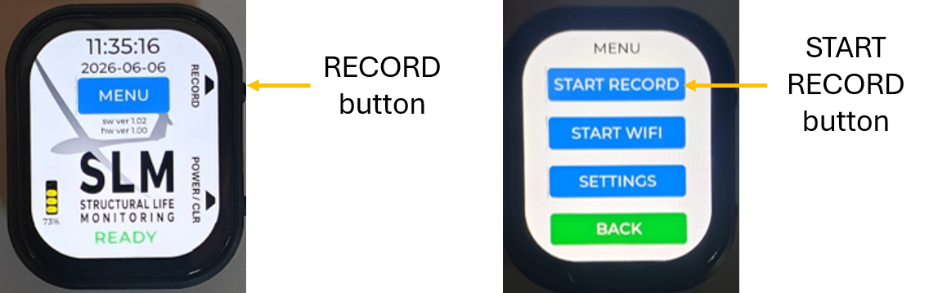 11:35:16
2026-06-06
MENU
sw ver 1.02
hw ver 1.00
RECORD
POWER / CLR
SLM
STRUCTURAL LIFE
MONITORING
73%
READY
RECORD
button
MENU
START RECORD
START WIFI
SETTINGS
BACK
START
RECORD
button